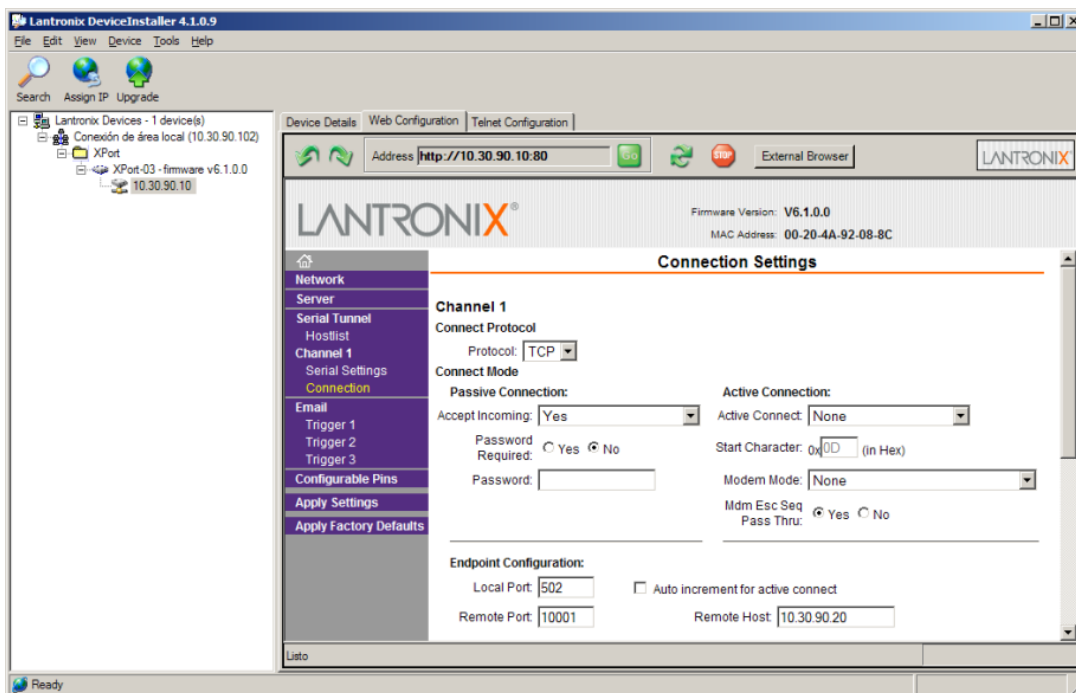 Lantronix DeviceInstaller 4.1.0.9
File Edit View Device Tools Help
Search Assign IP Upgrade
Lantronix Devices - 1 device(s)
Conexión de área local (10.30.90.102)
XPort
XPort-03 - firmware v6.1.0.0
10.30.90.10
Device Details Web Configuration Telnet Configuration
Address http://10.30.90.10:80 Go STOP External Browser LANTRONIX
LANTRONIX®
Firmware Version: V6.1.0.0
MAC Address: 00-20-4A-92-08-8C
Network
Server
Serial Tunnel
Hostlist
Channel 1
Serial Settings
Connection
Email
Trigger 1
Trigger 2
Trigger 3
Configurable Pins
Apply Settings
Apply Factory Defaults
Connection Settings
Channel 1
Connect Protocol
Protocol: TCP
Connect Mode
Passive Connection: Active Connection:
Accept Incoming: Yes Active Connect: None
Password Required: Yes No Start Character: 0x0D (in Hex)
Password: Modem Mode: None
Mdm Esc Seq Pass Thru: Yes No
Endpoint Configuration:
Local Port: 502 Auto increment for active connect
Remote Port: 10001 Remote Host: 10.30.90.20
Listo
Ready